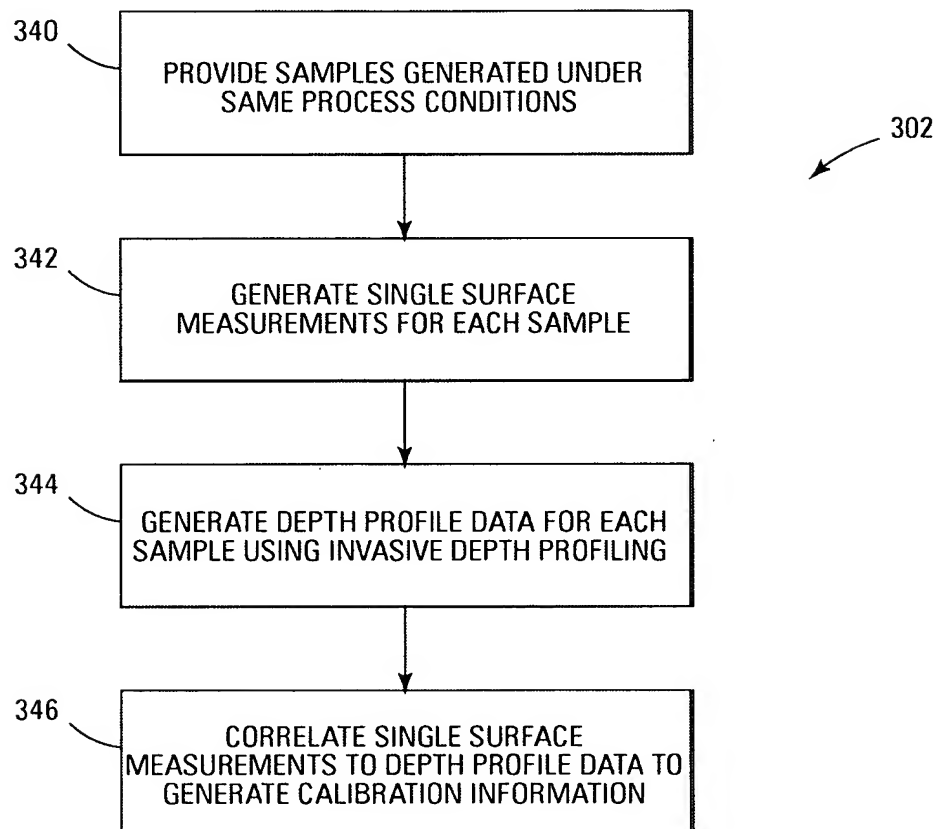 340
PROVIDE SAMPLES GENERATED UNDER
SAME PROCESS CONDITIONS
302
342
GENERATE SINGLE SURFACE
MEASUREMENTS FOR EACH SAMPLE
344
GENERATE DEPTH PROFILE DATA FOR EACH
SAMPLE USING INVASIVE DEPTH PROFILING
346
CORRELATE SINGLE SURFACE
MEASUREMENTS TO DEPTH PROFILE DATA TO
GENERATE CALIBRATION INFORMATION